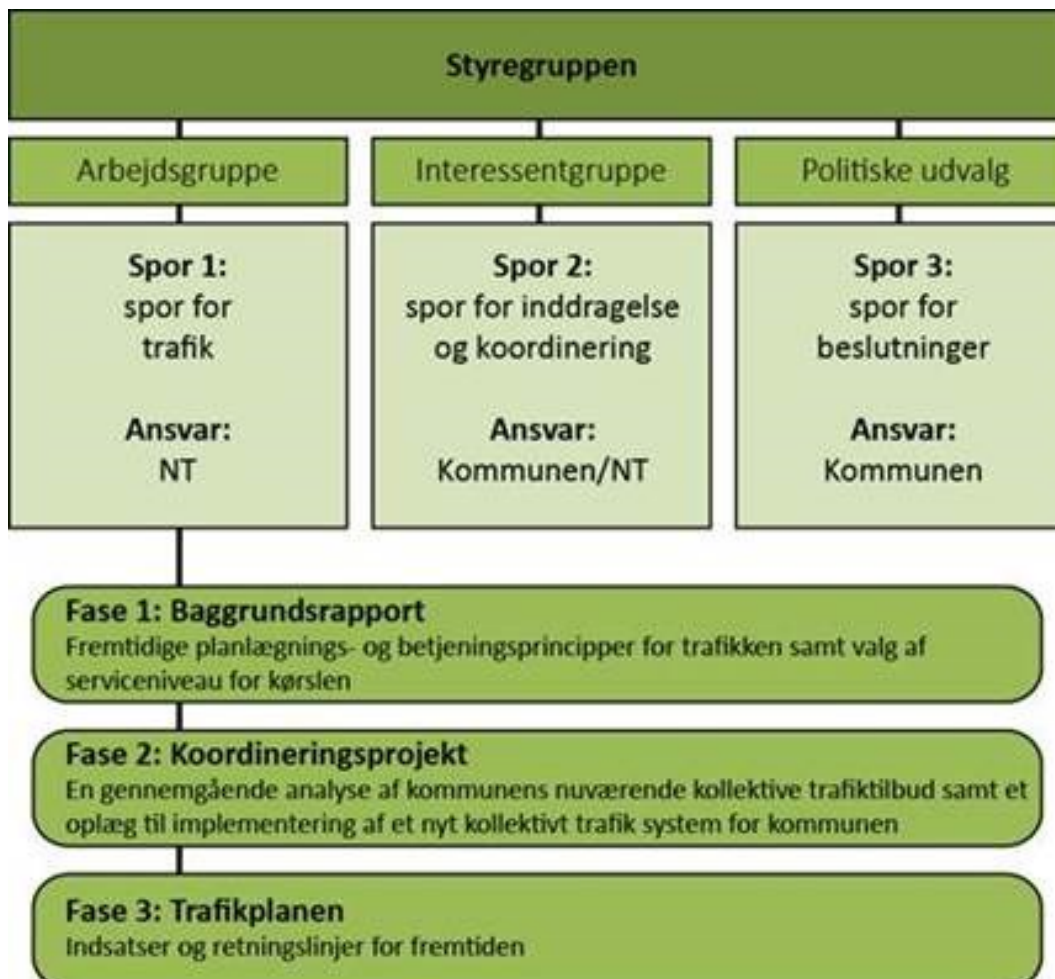 Styregruppen
Arbejdsgruppe
Interessentgruppe
Politiske udvalg
Spor 1:
spor for
trafik
Ansvar:
NT
Spor 2:
spor for inddragelse
og koordinering
Ansvar:
Kommunen/NT
Spor 3:
spor for
beslutninger
Ansvar:
Kommunen
Fase 1: Baggrundsrapport
Fremtidige planlægnings- og betjeningsprincipper for trafikken samt valg af
serviceniveau for kørslen
Fase 2: Koordineringsprojekt
En gennemgående analyse af kommunens nuværende kollektive trafiktilbud samt et
oplæg til implementering af et nyt kollektivt trafik system for kommunen
Fase 3: Trafikplanen
Indsatser og retningslinjer for fremtiden